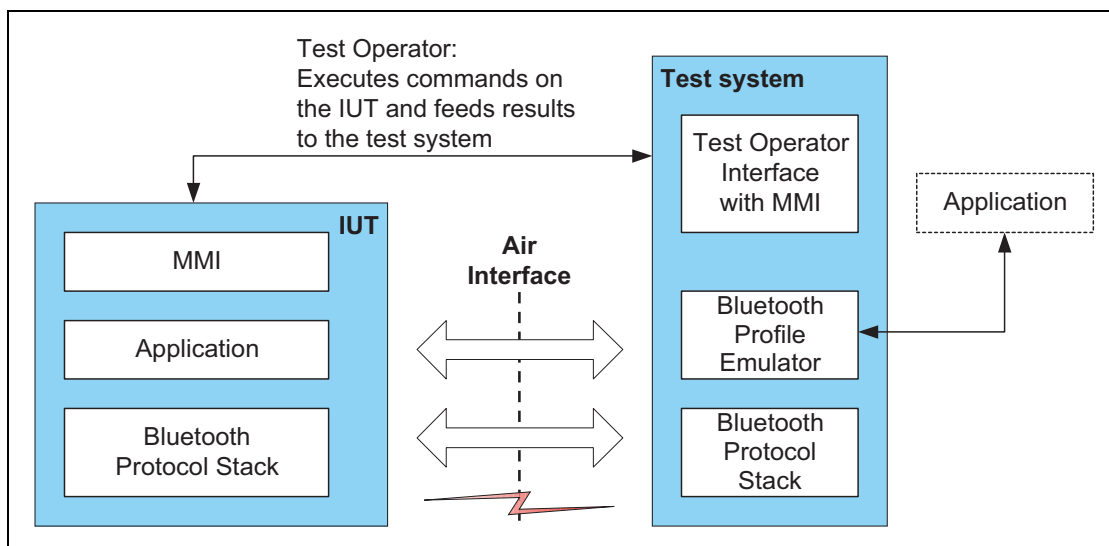 Test Operator:
Executes commands on
the IUT and feeds results
to the test system
Test system
Test Operator
Interface
with MMI
Application
IUT
MMI
Air
Interface
Application
Bluetooth
Profile
Emulator
Bluetooth
Protocol Stack
Bluetooth
Protocol
Stack